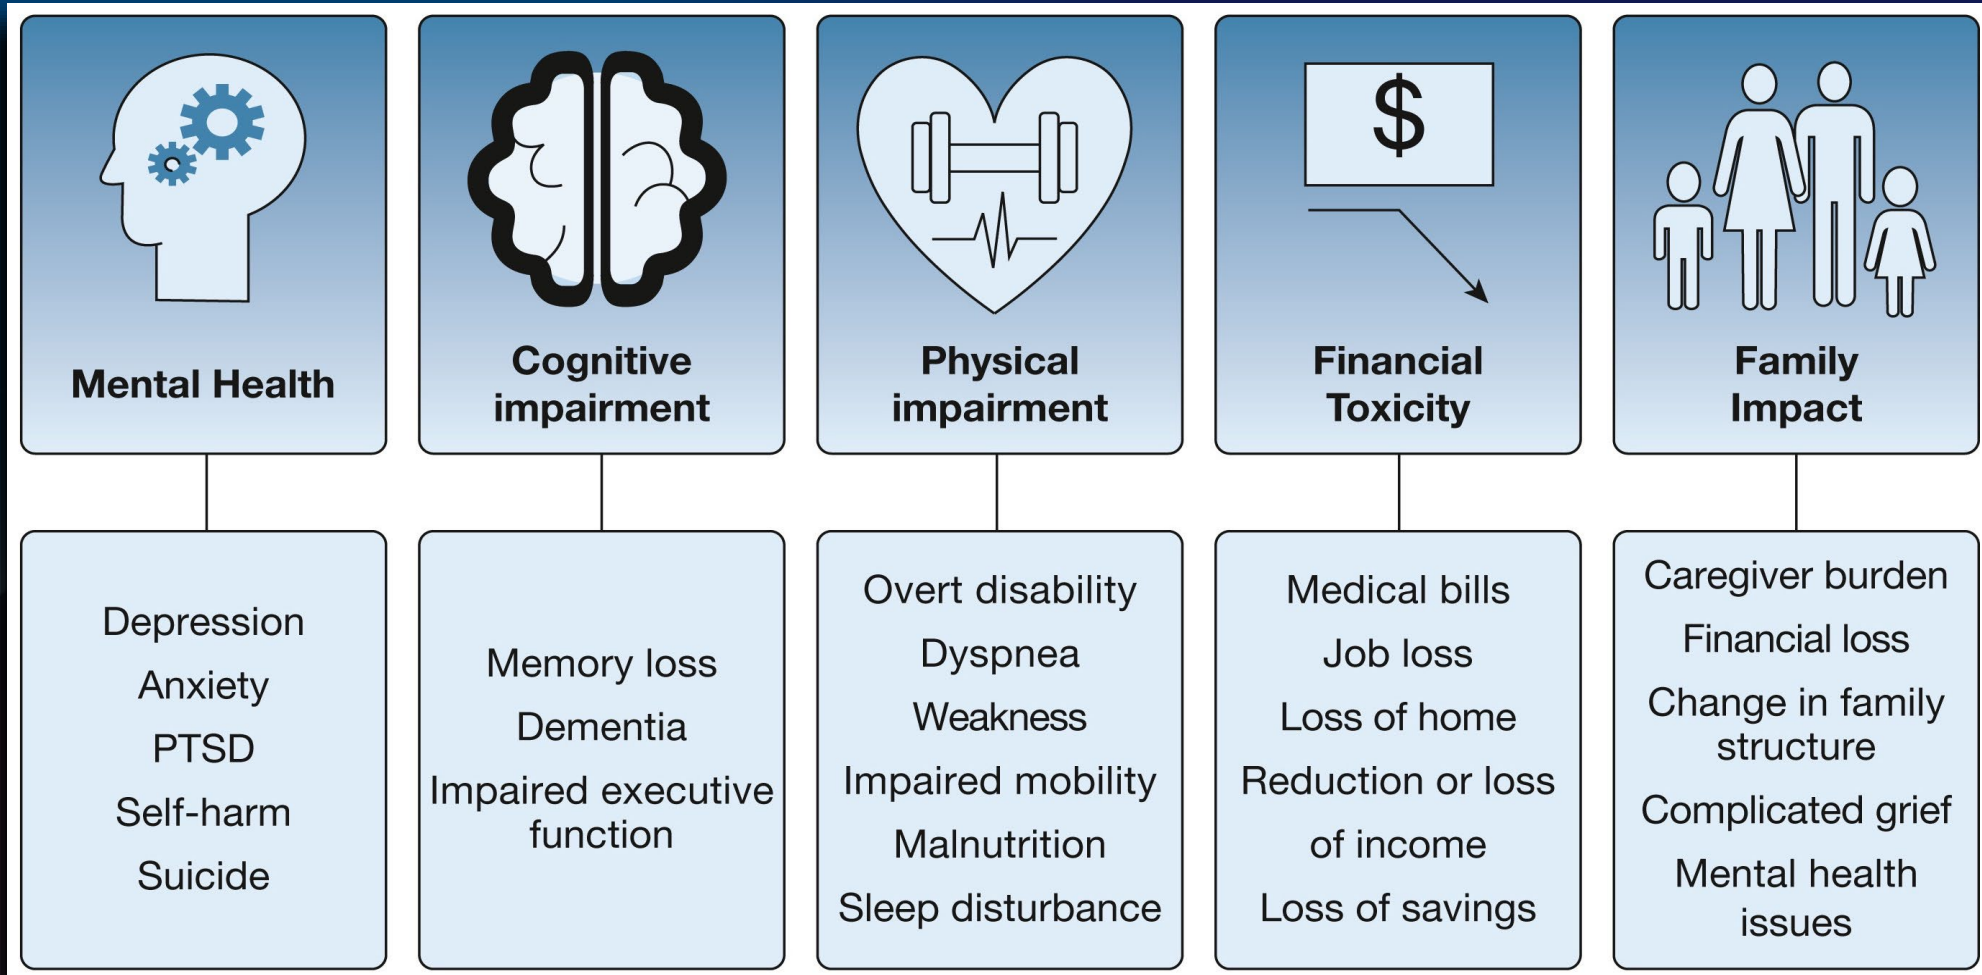 $
Mental Health
Cognitive
impairment
Physical
impairment
Financial
Toxicity
Family
Impact
Depression
Anxiety
PTSD
Self-harm
Suicide
Memory loss
Dementia
Impaired executive
function
Overt disability
Dyspnea
Weakness
Impaired mobility
Malnutrition
Sleep disturbance
Medical bills
Job loss
Loss of home
Reduction or loss
of income
Loss of savings
Caregiver burden
Financial loss
Change in family
structure
Complicated grief
Mental health
issues